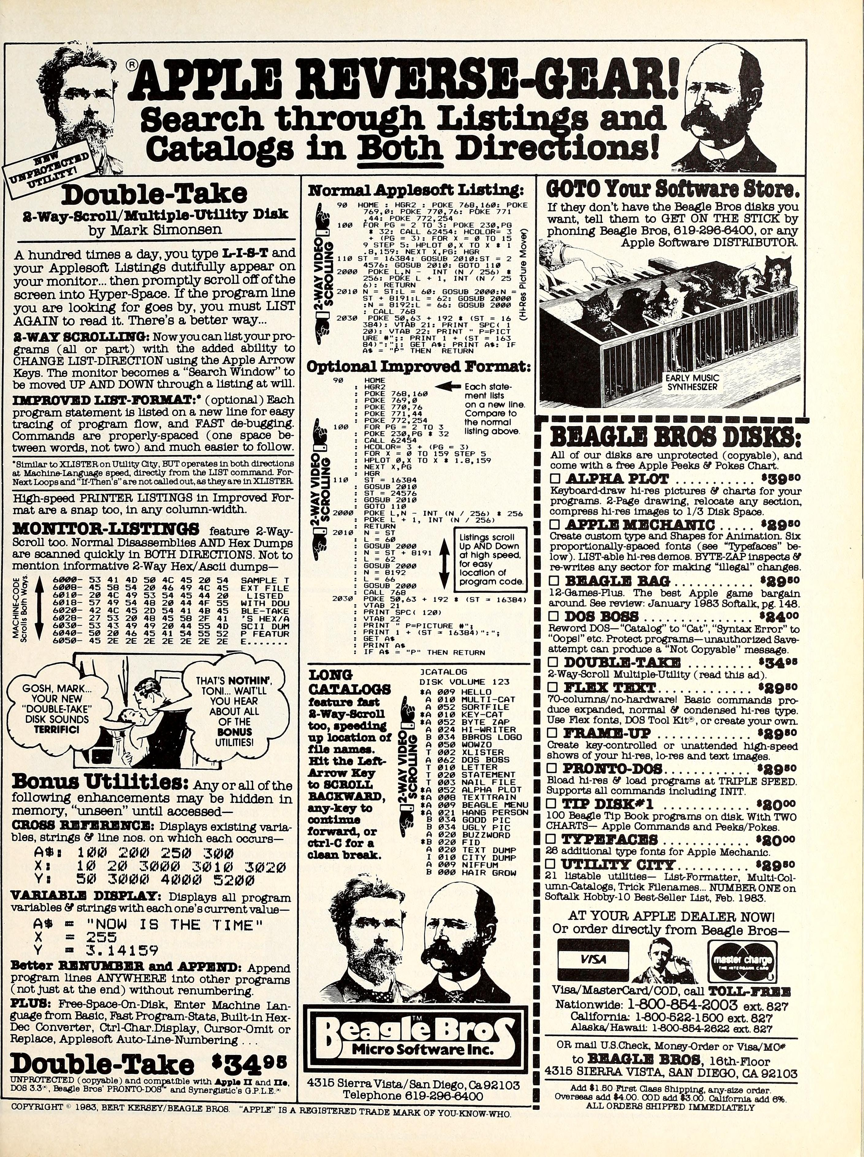 ® APPLE REVERSE-GEAR!
Search through Listings and
Catalogs in Both Directions!
NEW
UNPROTECTED
UTILITY!
Double-Take
2-Way-Scroll/Multiple-Utility Disk
by Mark Simonsen
A hundred times a day, you type L-I-S-T and
your Applesoft Listings dutifully appear on
your monitor... then promptly scroll off of the
screen into Hyper-Space. If the program line
you are looking for goes by, you must LIST
AGAIN to read it. There's a better way...
2-WAY SCROLLING: Now you can list your pro-
grams (all or part) with the added ability to
CHANGE LIST-DIRECTION using the Apple Arrow
Keys. The monitor becomes a "Search Window" to
be moved UP AND DOWN through a listing at will.
IMPROVED LIST-FORMAT:* (optional) Each
program statement is listed on a new line for easy
tracing of program flow, and FAST de-bugging.
Commands are properly-spaced (one space be-
tween words, not two) and much easier to follow.
*Similar to XLISTER on Utility City, BUT operates in both directions
at Machine-Language speed, directly from the LIST command. For-
Next Loops and "If-Then's" are not called out, as they are in XLISTER.
High-speed PRINTER LISTINGS in Improved For-
mat are a snap too, in any column-width.
MONITOR-LISTINGS feature 2-Way-
Scroll too. Normal Disassemblies AND Hex Dumps
are scanned quickly in BOTH DIRECTIONS. Not to
mention informative 2-Way Hex/Ascii dumps—
MACHINE-CODE
Scrolls Both Ways
6000- 53 41 4D 50 4C 45 20 54 SAMPLE T
6008- 45 58 54 20 46 49 4C 45 EXT FILE
6010- 20 4C 49 53 54 45 44 20 LISTED
6018- 57 49 54 48 20 44 4F 55 WITH DOU
6020- 42 4C 45 2D 54 41 4B 45 BLE-TAKE
6028- 27 53 20 48 45 58 2F 41 'S HEX/A
6030- 53 43 49 49 20 44 55 4D SCII DUM
6040- 50 20 46 45 41 54 55 52 P FEATUR
6050- 45 2E 2E 2E 2E 2E 2E 2E E.......
GOSH, MARK...
YOUR NEW
"DOUBLE-TAKE"
DISK SOUNDS
TERRIFIC!
THAT'S NOTHIN',
TONI... WAIT'LL
YOU HEAR
ABOUT ALL
OF THE
BONUS
UTILITIES!
Bonus Utilities: Any or all of the
following enhancements may be hidden in
memory, "unseen" until accessed—
CROSS REFERENCE: Displays existing varia-
bles, strings & line nos. on which each occurs—
A$: 100 200 250 300
X: 10 20 3000 3010 3020
Y: 50 3000 4000 5200
VARIABLE DISPLAY: Displays all program
variables & strings with each one's current value—
A$ = "NOW IS THE TIME"
X = 255
Y = 3.14159
Better RENUMBER and APPEND: Append
program lines ANYWHERE into other programs
(not just at the end) without renumbering.
PLUS: Free-Space-On-Disk, Enter Machine Lan-
guage from Basic, Fast Program-Stats, Built-in Hex-
Dec Converter, Ctrl-Char.Display, Cursor-Omit or
Replace, Applesoft Auto-Line-Numbering . . .
Double-Take $34⁹⁵
UNPROTECTED (copyable) and compatible with Apple II and IIe,
DOS 3.3®, Beagle Bros' PRONTO-DOS™ and Synergistic's G.P.L.E.®
Normal Applesoft Listing:
2-WAY VIDEO
SCROLLING
90 HOME : HGR2 : POKE 768,160: POKE
769,0: POKE 770,76: POKE 771
,44: POKE 772,254
100 FOR PG = 2 TO 3: POKE 230,PG
* 32: CALL 62454: HCOLOR= 3
+ (PG = 3): FOR X = 0 TO 15
9 STEP 5: HPLOT 0,X TO X * 1
.8,159: NEXT X,PG: HGR
110 ST = 16384: GOSUB 2010:ST = 2
4576: GOSUB 2010: GOTO 110
2000 POKE L,N - INT (N / 256) *
256: POKE L + 1, INT (N / 25
6): RETURN
2010 N = ST:L = 60: GOSUB 2000:N =
ST + 8191:L = 62: GOSUB 2000
:N = 8192:L = 66: GOSUB 2000
: CALL 768
2030 POKE 50,63 + 192 * (ST = 16
384): VTAB 21: PRINT SPC( 1
20): VTAB 22: PRINT " P=PICT
URE #";: PRINT 1 + (ST = 163
84)":";: GET A$: PRINT A$: IF
A$ = "P" THEN RETURN
(Hi-Res Picture Mover)
Optional Improved Format:
2-WAY VIDEO
SCROLLING
90 HOME
: HGR2
: POKE 768,160
: POKE 769,0
: POKE 770,76
: POKE 771,44
: POKE 772,254
100 FOR PG = 2 TO 3
: POKE 230,PG * 32
: CALL 62454
: HCOLOR= 3 + (PG = 3)
: FOR X = 0 TO 159 STEP 5
: HPLOT 0,X TO X * 1.8,159
: NEXT X,PG
: HGR
110 ST = 16384
: GOSUB 2010
: ST = 24576
: GOSUB 2010
: GOTO 110
2000 POKE L,N - INT (N / 256) * 256
: POKE L + 1, INT (N / 256)
: RETURN
2010 N = ST
: L = 60
: GOSUB 2000
: N = ST + 8191
: L = 62
: GOSUB 2000
: N = 8192
: L = 66
: GOSUB 2000
: CALL 768
2030 POKE 50,63 + 192 * (ST = 16384)
: VTAB 21
: PRINT SPC( 120)
: VTAB 22
: PRINT " P=PICTURE #";
: PRINT 1 + (ST = 16384)":";
: GET A$
: PRINT A$
: IF A$ = "P" THEN RETURN
Each state-
ment lists
on a new line.
Compare to
the normal
listing above.
Listings scroll
UP AND Down
at high speed,
for easy
location of
program code.
LONG
CATALOGS
feature fast
2-Way-Scroll
too, speeding
up location of
file names.
Hit the Left-
Arrow Key
to SCROLL
BACKWARD,
any-key to
continue
forward, or
ctrl-C for a
clean break.
2-WAY VIDEO
SCROLLING
]CATALOG
DISK VOLUME 123
*A 009 HELLO
A 010 MULTI-CAT
A 052 SORTFILE
*A 010 KEY-CAT
*A 052 BYTE ZAP
A 024 HI-WRITER
B 034 BBROS LOGO
A 050 WOWZO
T 002 XLISTER
A 062 DOS BOSS
T 010 LETTER
T 020 STATEMENT
T 003 NAIL FILE
*A 052 ALPHA PLOT
*A 008 TEXTTRAIN
*A 009 BEAGLE MENU
*A 021 HANG PERSON
B 034 GOOD PIC
B 034 UGLY PIC
A 020 BUZZWORD
*B 020 FID
A 020 TEXT DUMP
I 010 CITY DUMP
A 009 NIFFUM
B 000 HAIR GROW
Beagle Bros™
Micro Software Inc.
4315 Sierra Vista/San Diego, Ca 92103
Telephone 619-296-6400
GOTO Your Software Store.
If they don't have the Beagle Bros disks you
want, tell them to GET ON THE STICK by
phoning Beagle Bros, 619-296-6400, or any
Apple Software DISTRIBUTOR.
EARLY MUSIC
SYNTHESIZER
BEAGLE BROS DISKS:
All of our disks are unprotected (copyable), and
come with a free Apple Peeks & Pokes Chart.
□ ALPHA PLOT .............. $39⁵⁰
Keyboard-draw hi-res pictures & charts for your
programs. 2-Page drawing, relocate any section,
compress hi-res images to 1/3 Disk Space.
□ APPLE MECHANIC ......... $29⁵⁰
Create custom type and Shapes for Animation. Six
proportionally-spaced fonts (see "Typefaces" be-
low). LIST-able hi-res demos. BYTE-ZAP inspects &
re-writes any sector for making "illegal" changes.
□ BEAGLE BAG .............. $29⁵⁰
12-Games-Plus. The best Apple game bargain
around. See review: January 1983 Softalk, pg. 148.
□ DOS BOSS ................ $24⁰⁰
Reword DOS— "Catalog" to "Cat", "Syntax Error" to
"Oops!" etc. Protect programs— unauthorized Save-
attempt can produce a "Not Copyable" message.
□ DOUBLE-TAKE ............. $34⁹⁵
2-Way-Scroll Multiple-Utility (read this ad).
□ FLEX TEXT ............... $29⁵⁰
70-columns/no-hardware! Basic commands pro-
duce expanded, normal & condensed hi-res type.
Use Flex fonts, DOS Tool Kit®, or create your own.
□ FRAME-UP ................ $29⁵⁰
Create key-controlled or unattended high-speed
shows of your hi-res, lo-res and text images.
□ PRONTO-DOS .............. $29⁵⁰
Bload hi-res & load programs at TRIPLE SPEED.
Supports all commands including INIT.
□ TIP DISK#1 .............. $20⁰⁰
100 Beagle Tip Book programs on disk. With TWO
CHARTS— Apple Commands and Peeks/Pokes.
□ TYPEFACES ............... $20⁰⁰
26 additional type fonts for Apple Mechanic.
□ UTILITY CITY ............ $29⁵⁰
21 listable utilities— List-Formatter, Multi-Col-
umn-Catalogs, Trick Filenames... NUMBER ONE on
Softalk Hobby-10 Best-Seller List, Feb. 1983.
AT YOUR APPLE DEALER NOW!
Or order directly from Beagle Bros—
VISA
master charge
THE INTERBANK CARD
Visa/MasterCard/COD, call TOLL-FREE
Nationwide: 1-800-854-2003 ext. 827
California: 1-800-522-1500 ext. 827
Alaska/Hawaii: 1-800-854-2622 ext. 827
OR mail U.S.Check, Money-Order or Visa/MC#
to BEAGLE BROS, 16th-Floor
4315 SIERRA VISTA, SAN DIEGO, CA 92103
Add $1.50 First Class Shipping, any-size order.
Overseas add $4.00. COD add $3.00. California add 6%.
ALL ORDERS SHIPPED IMMEDIATELY
COPYRIGHT © 1983, BERT KERSEY/BEAGLE BROS. "APPLE" IS A REGISTERED TRADE MARK OF YOU-KNOW-WHO.